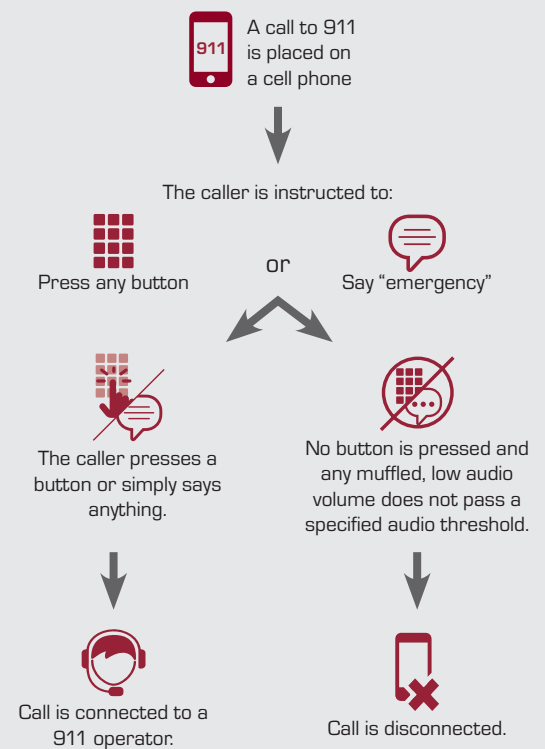 911
A call to 911
is placed on
a cell phone
The caller is instructed to:
Press any button
or
Say “emergency”
The caller presses a
button or simply says
anything.
No button is pressed and
any muffled, low audio
volume does not pass a
specified audio threshold.
Call is connected to a
911 operator.
Call is disconnected.